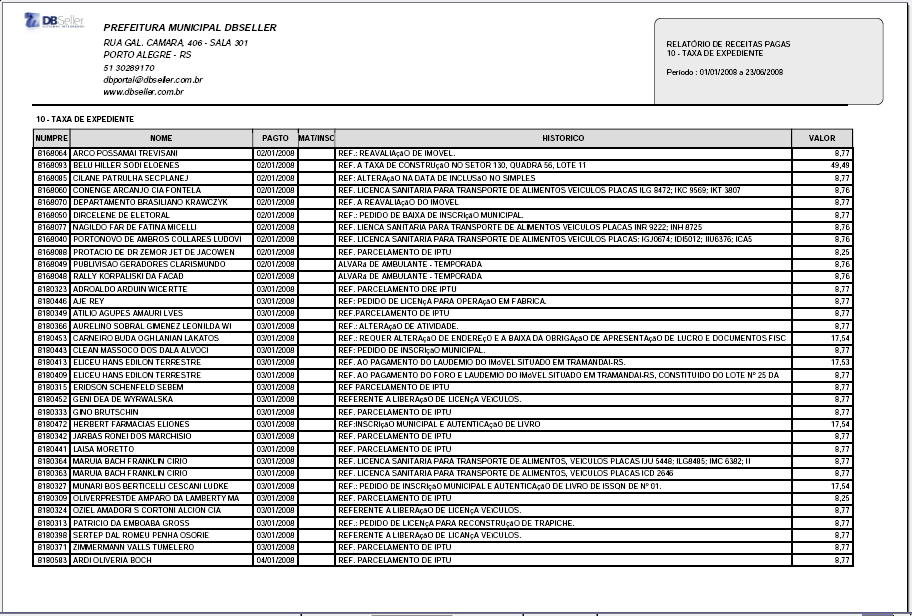 DBSeller
PREFEITURA MUNICIPAL DBSELLER
RUA GAL. CAMARA, 406 - SALA 301
PORTO ALEGRE - RS
51 30289170
dbportal@dbseller.com.br
www.dbseller.com.br
RELATÓRIO DE RECEITAS PAGAS
10 - TAXA DE EXPEDIENTE
Período : 01/01/2008 a 23/06/2008
10 - TAXA DE EXPEDIENTE
NUMPRE NOME PAGTO MAT/INSC HISTORICO VALOR
8168064 ARCO POSSAMAI TREVISANI 02/01/2008 REF.: REAVALIAçãO DE IMOVEL. 8,77
8168093 BELU HILLER SODI ELOENES 02/01/2008 REF. A TAXA DE CONSTRUçãO NO SETOR 130, QUADRA 56, LOTE 11 49,49
8168085 CILANE PATRULHA SECPLANEJ 02/01/2008 REF: ALTERAçãO NA DATA DE INCLUSãO NO SIMPLES 8,77
8168060 CONENGE ARCANJO CIA FONTELA 02/01/2008 REF. LICENCA SANITARIA PARA TRANSPORTE DE ALIMENTOS VEICULOS PLACAS ILG 8472; IKC 9569; IKT 3807 8,76
8168070 DEPARTAMENTO BRASILIANO KRAWCZYK 02/01/2008 REF. A REAVALIAçãO DO IMOVEL 8,77
8168050 DIRCELENE DE ELETORAL 02/01/2008 REF.: PEDIDO DE BAIXA DE INSCRIçãO MUNICIPAL. 8,77
8168077 NAGILDO FAR DE FATINA MICELLI 02/01/2008 REF. LIENCA SANITARIA PARA TRANSPORTE DE ALIMENTOS VEICULOS PLACAS INR 9222; INH 8725 8,76
8168040 PORTONOVO DE AMBROS COLLARES LUDOVI 02/01/2008 REF. LICENCA SANITARIA PARA TRANSPORTE DE ALIMENTOS VEICULOS PLACAS: IGJ0674; IDI5012; IIU6376; ICA5 8,76
8168088 PROTACIO DE DR ZEMOR JET DE JACOWEN 02/01/2008 REF. PARCELAMENTO DE IPTU 8,25
8168049 PUBLIVISAO GERADORES CLARISMUNDO 02/01/2008 ALVARá DE AMBULANTE - TEMPORADA 8,76
8168048 RALLY KORPALISKI DA FACAD 02/01/2008 ALVARá DE AMBULANTE - TEMPORADA 8,76
8180323 ADROALDO ARDUIN WICERTTE 03/01/2008 REF. PARCELAMENTO DRE IPTU 8,77
8180446 AJE REY 03/01/2008 REF: PEDIDO DE LICENçA PARA OPERAçãO EM FABRICA. 8,77
8180349 ATILIO AGUPES AMAURI LVES 03/01/2008 REF.PARCELAMENTO DE IPTU 8,77
8180366 AURELINO SOBRAL GIMENEZ LEONILDA WI 03/01/2008 REF.: ALTERAçãO DE ATIVIDADE. 8,77
8180453 CARNEIRO BUDA OGHLANIAN LAKATOS 03/01/2008 REF.: REQUER ALTERAçãO DE ENDEREçO E A BAIXA DA OBRIGAçãO DE APRESENTAçãO DE LUCRO E DOCUMENTOS FISC 17,54
8180443 CLEAN MASSOCO DOS DALA ALVOCI 03/01/2008 REF: PEDIDO DE INSCRIçãO MUNICIPAL. 8,77
8180413 ELICEU HANS EDILON TERRESTRE 03/01/2008 REF. AO PAGAMENTO DO LAUDEMIO DO IMóVEL SITUADO EM TRAMANDAI-RS. 17,53
8180409 ELICEU HANS EDILON TERRESTRE 03/01/2008 REF. AO PAGAMENTO DO FORO E LAUDEMIO DO IMóVEL SITUADO EM TRAMANDAI-RS, CONSTITUIDO DO LOTE Nº 25 DA 8,77
8180315 ERIDSON SCHENFELD SEBEM 03/01/2008 REF PARCELAMENTO DE IPTU 8,77
8180452 GENI DEA DE WYRWALSKA 03/01/2008 REFERENTE A LIBERAçãO DE LICENçA VEíCULOS. 8,77
8180333 GINO BRUTSCHIN 03/01/2008 REF. PARCELAMENTO DE IPTU 8,77
8180472 HERBERT FARMACIAS ELIONES 03/01/2008 REF:INSCRIçãO MUNICIPAL E AUTENTICAçãO DE LIVRO 17,54
8180342 JARBAS RONEI DOS MARCHISIO 03/01/2008 REF. PARCELAMENTO DE IPTU 8,77
8180441 LAISA MORETTO 03/01/2008 REF. PARCELAMENTO DE IPTU 8,77
8180364 MARUIA BACH FRANKLIN CIRIO 03/01/2008 REF. LICENCA SANITARIA PARA TRANSPORTE DE ALIMENTOS, VEICULOS PLACAS IJU 5448; ILG8485; IMC 6382; II 8,77
8180363 MARUIA BACH FRANKLIN CIRIO 03/01/2008 REF. LICENCA SANITARIA PARA TRANSPORTE DE ALIMENTOS, VEICULOS PLACAS ICD 2646 8,77
8180327 MUNARI BOS BERTICELLI CESCANI LUDKE 03/01/2008 REF.: PEDIDO DE INSCRIçãO MUNICIPAL E AUTENTICAçãO DE LIVRO DE ISSQN DE Nº 01. 17,54
8180309 OLIVERPRESTDE AMPARO DA LAMBERTY MA 03/01/2008 REF. PARCELAMENTO DE IPTU 8,25
8180324 OZIEL AMADORI S CORTONI ALCION CIA 03/01/2008 REFERENTE A LIBERAçãO DE LICANçA VEíCULOS. 8,77
8180313 PATRICIO DA EMBOABA GROSS 03/01/2008 REF.: PEDIDO DE LICENçA PARA RECONSTRUçãO DE TRAPICHE. 8,77
8180398 SERTEP DAL ROMEU PENHA OSORIE 03/01/2008 REFERENTE A LIBERAçãO DE LICANçA VEíCULOS. 8,77
8180371 ZIMMERMANN VALLS TUMELERO 03/01/2008 REF. PARCELAMENTO DE IPTU 8,77
8180583 ARDI OLIVERIA BOCH 04/01/2008 REF. PARCELAMENTO DE IPTU 8,77